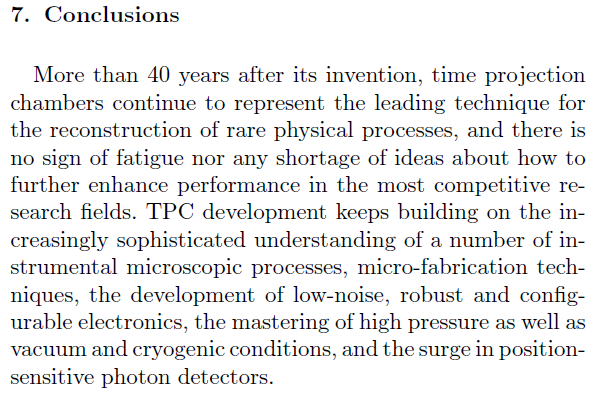 7. Conclusions
More than 40 years after its invention, time projection
chambers continue to represent the leading technique for
the reconstruction of rare physical processes, and there is
no sign of fatigue nor any shortage of ideas about how to
further enhance performance in the most competitive re-
search fields. TPC development keeps building on the in-
creasingly sophisticated understanding of a number of in-
strumental microscopic processes, micro-fabrication tech-
niques, the development of low-noise, robust and config-
urable electronics, the mastering of high pressure as well as
vacuum and cryogenic conditions, and the surge in position-
sensitive photon detectors.